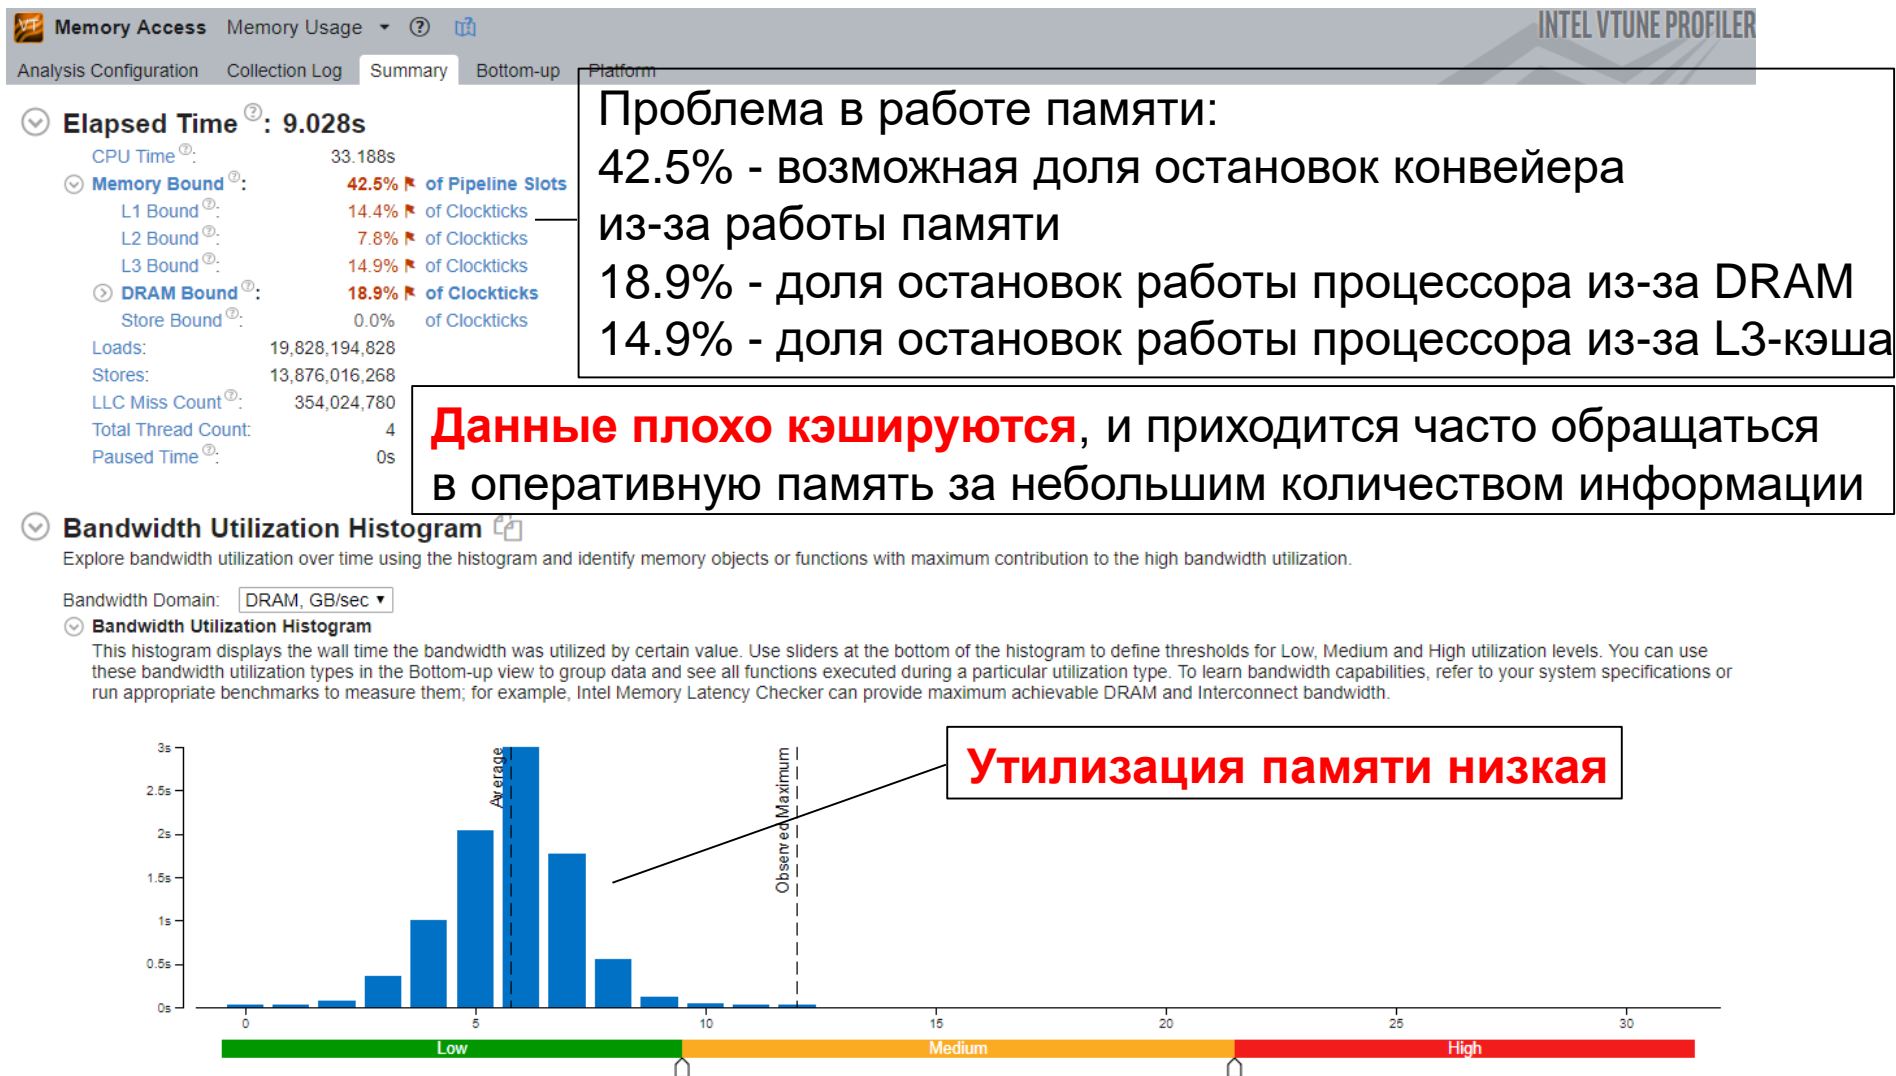 Memory Access Memory Usage
INTEL VTUNE PROFILER
Analysis Configuration Collection Log Summary Bottom-up Platform
Elapsed Time: 9.028s
CPU Time: 33.188s
Memory Bound: 42.5% of Pipeline Slots
L1 Bound: 14.4% of Clockticks
L2 Bound: 7.8% of Clockticks
L3 Bound: 14.9% of Clockticks
DRAM Bound: 18.9% of Clockticks
Store Bound: 0.0% of Clockticks
Loads: 19,828,194,828
Stores: 13,876,016,268
LLC Miss Count: 354,024,780
Total Thread Count: 4
Paused Time: 0s
Проблема в работе памяти:
42.5% - возможная доля остановок конвейера
из-за работы памяти
18.9% - доля остановок работы процессора из-за DRAM
14.9% - доля остановок работы процессора из-за L3-кэша
Данные плохо кэшируются, и приходится часто обращаться
в оперативную память за небольшим количеством информации
Bandwidth Utilization Histogram
Explore bandwidth utilization over time using the histogram and identify memory objects or functions with maximum contribution to the high bandwidth utilization.
Bandwidth Domain: DRAM, GB/sec
Bandwidth Utilization Histogram
This histogram displays the wall time the bandwidth was utilized by certain value. Use sliders at the bottom of the histogram to define thresholds for Low, Medium and High utilization levels. You can use
these bandwidth utilization types in the Bottom-up view to group data and see all functions executed during a particular utilization type. To learn bandwidth capabilities, refer to your system specifications or
run appropriate benchmarks to measure them; for example, Intel Memory Latency Checker can provide maximum achievable DRAM and Interconnect bandwidth.
Утилизация памяти низкая
Average
Observed Maximum
3s
2.5s
2s
1.5s
1s
0.5s
0s
0 5 10 15 20 25 30
Low Medium High